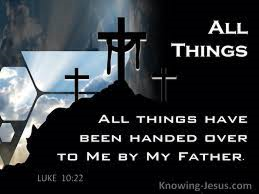 ALL
THINGS
ALL THINGS HAVE
BEEN HANDED OVER
TO ME BY MY FATHER.
LUKE 10:22
Knowing-Jesus.com